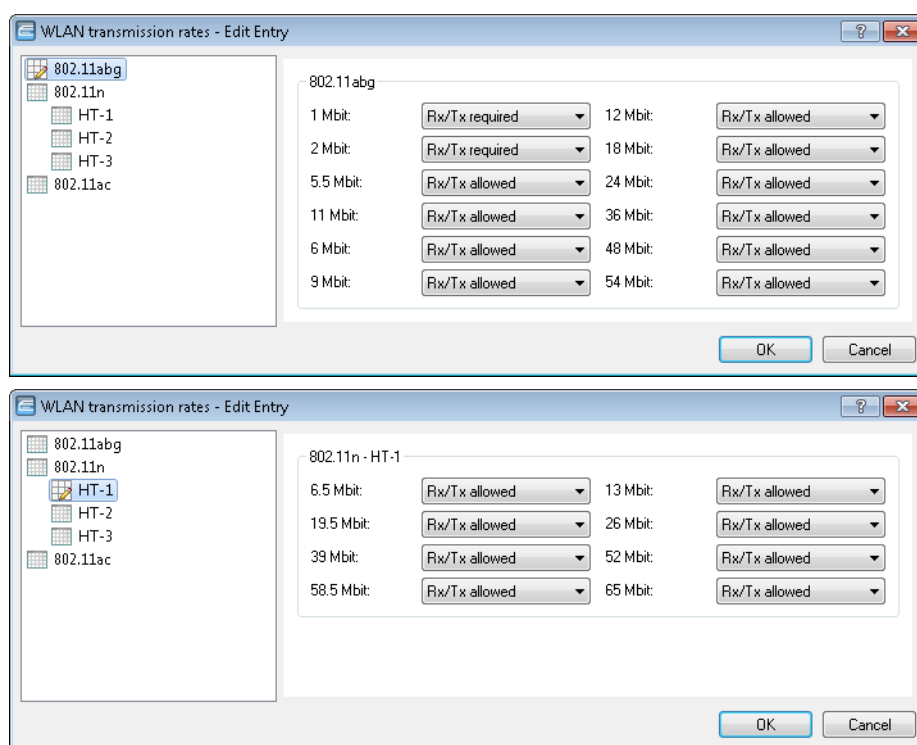 WLAN transmission rates - Edit Entry
802.11abg
802.11n
HT-1
HT-2
HT-3
802.11ac
802.11abg
1 Mbit: Rx/Tx required 12 Mbit: Rx/Tx allowed
2 Mbit: Rx/Tx required 18 Mbit: Rx/Tx allowed
5.5 Mbit: Rx/Tx allowed 24 Mbit: Rx/Tx allowed
11 Mbit: Rx/Tx allowed 36 Mbit: Rx/Tx allowed
6 Mbit: Rx/Tx allowed 48 Mbit: Rx/Tx allowed
9 Mbit: Rx/Tx allowed 54 Mbit: Rx/Tx allowed
OK Cancel
WLAN transmission rates - Edit Entry
802.11abg
802.11n
HT-1
HT-2
HT-3
802.11ac
802.11n - HT-1
6.5 Mbit: Rx/Tx allowed 13 Mbit: Rx/Tx allowed
19.5 Mbit: Rx/Tx allowed 26 Mbit: Rx/Tx allowed
39 Mbit: Rx/Tx allowed 52 Mbit: Rx/Tx allowed
58.5 Mbit: Rx/Tx allowed 65 Mbit: Rx/Tx allowed
OK Cancel